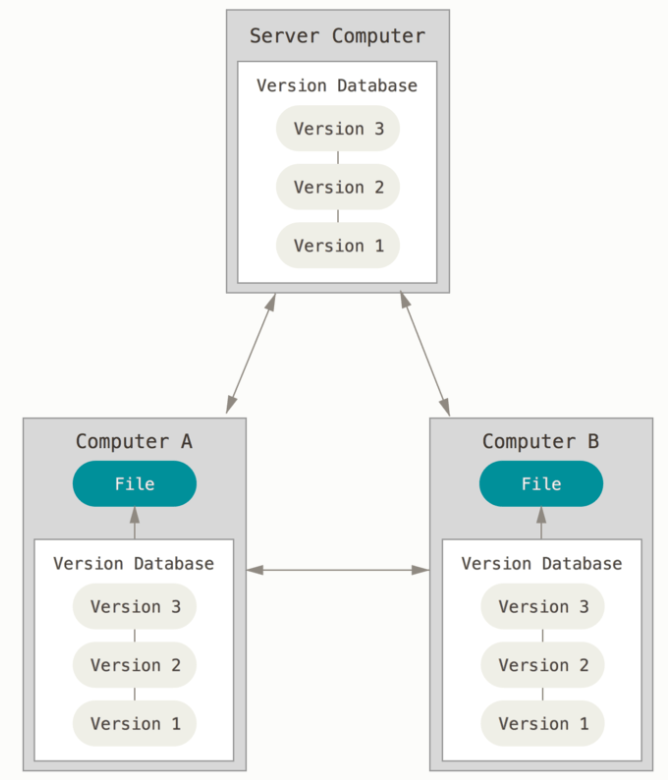 Server Computer
Version Database
Version 3
Version 2
Version 1
Computer A
File
Version Database
Version 3
Version 2
Version 1
Computer B
File
Version Database
Version 3
Version 2
Version 1